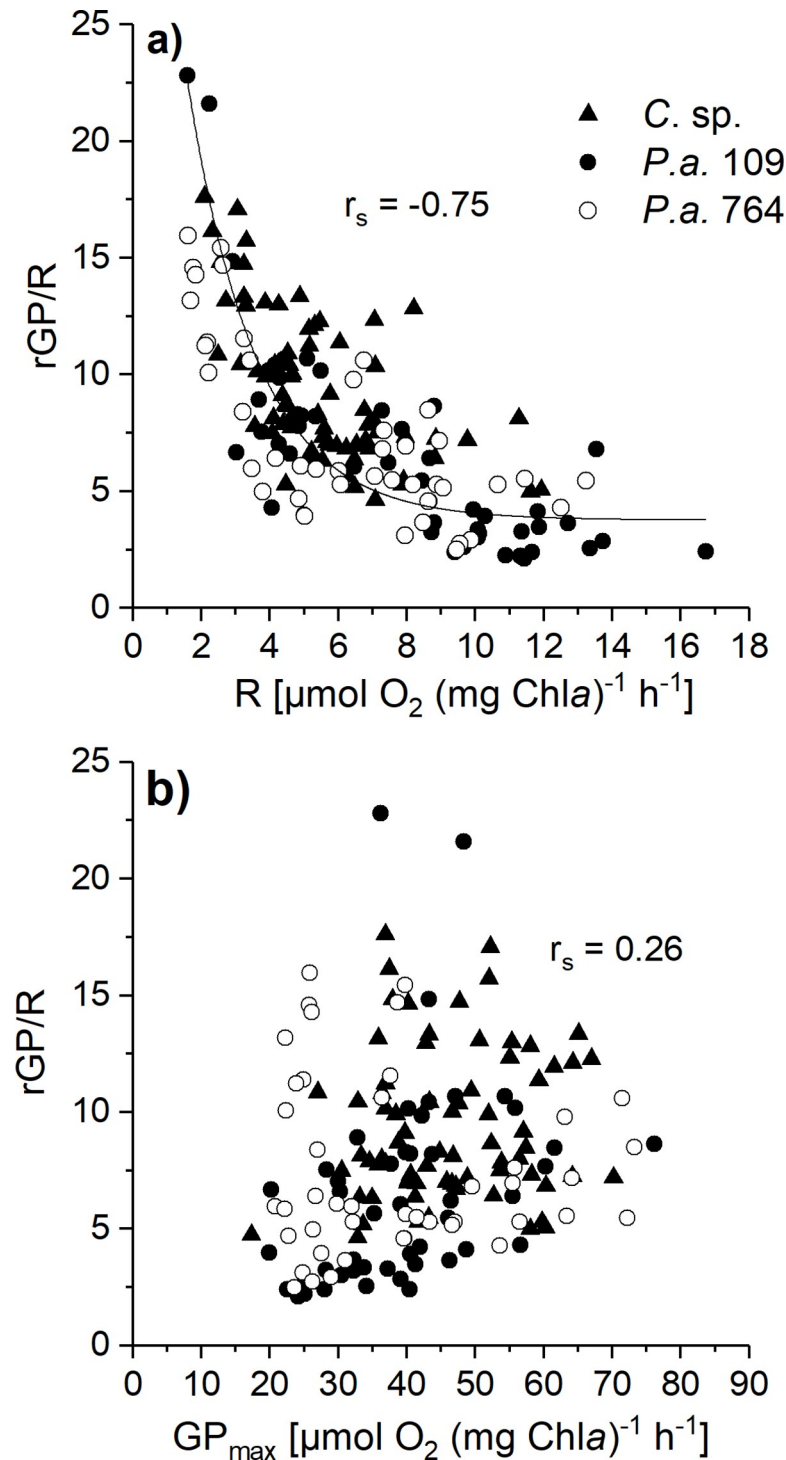 a)
25
20
15
10
5
0
rGP/R
C. sp.
P.a. 109
P.a. 764
r_s = -0.75
0 2 4 6 8 10 12 14 16 18
R [µmol O₂ (mg Chla)⁻¹ h⁻¹]
b)
25
20
15
10
5
0
rGP/R
r_s = 0.26
0 10 20 30 40 50 60 70 80 90
GP_max [µmol O₂ (mg Chla)⁻¹ h⁻¹]